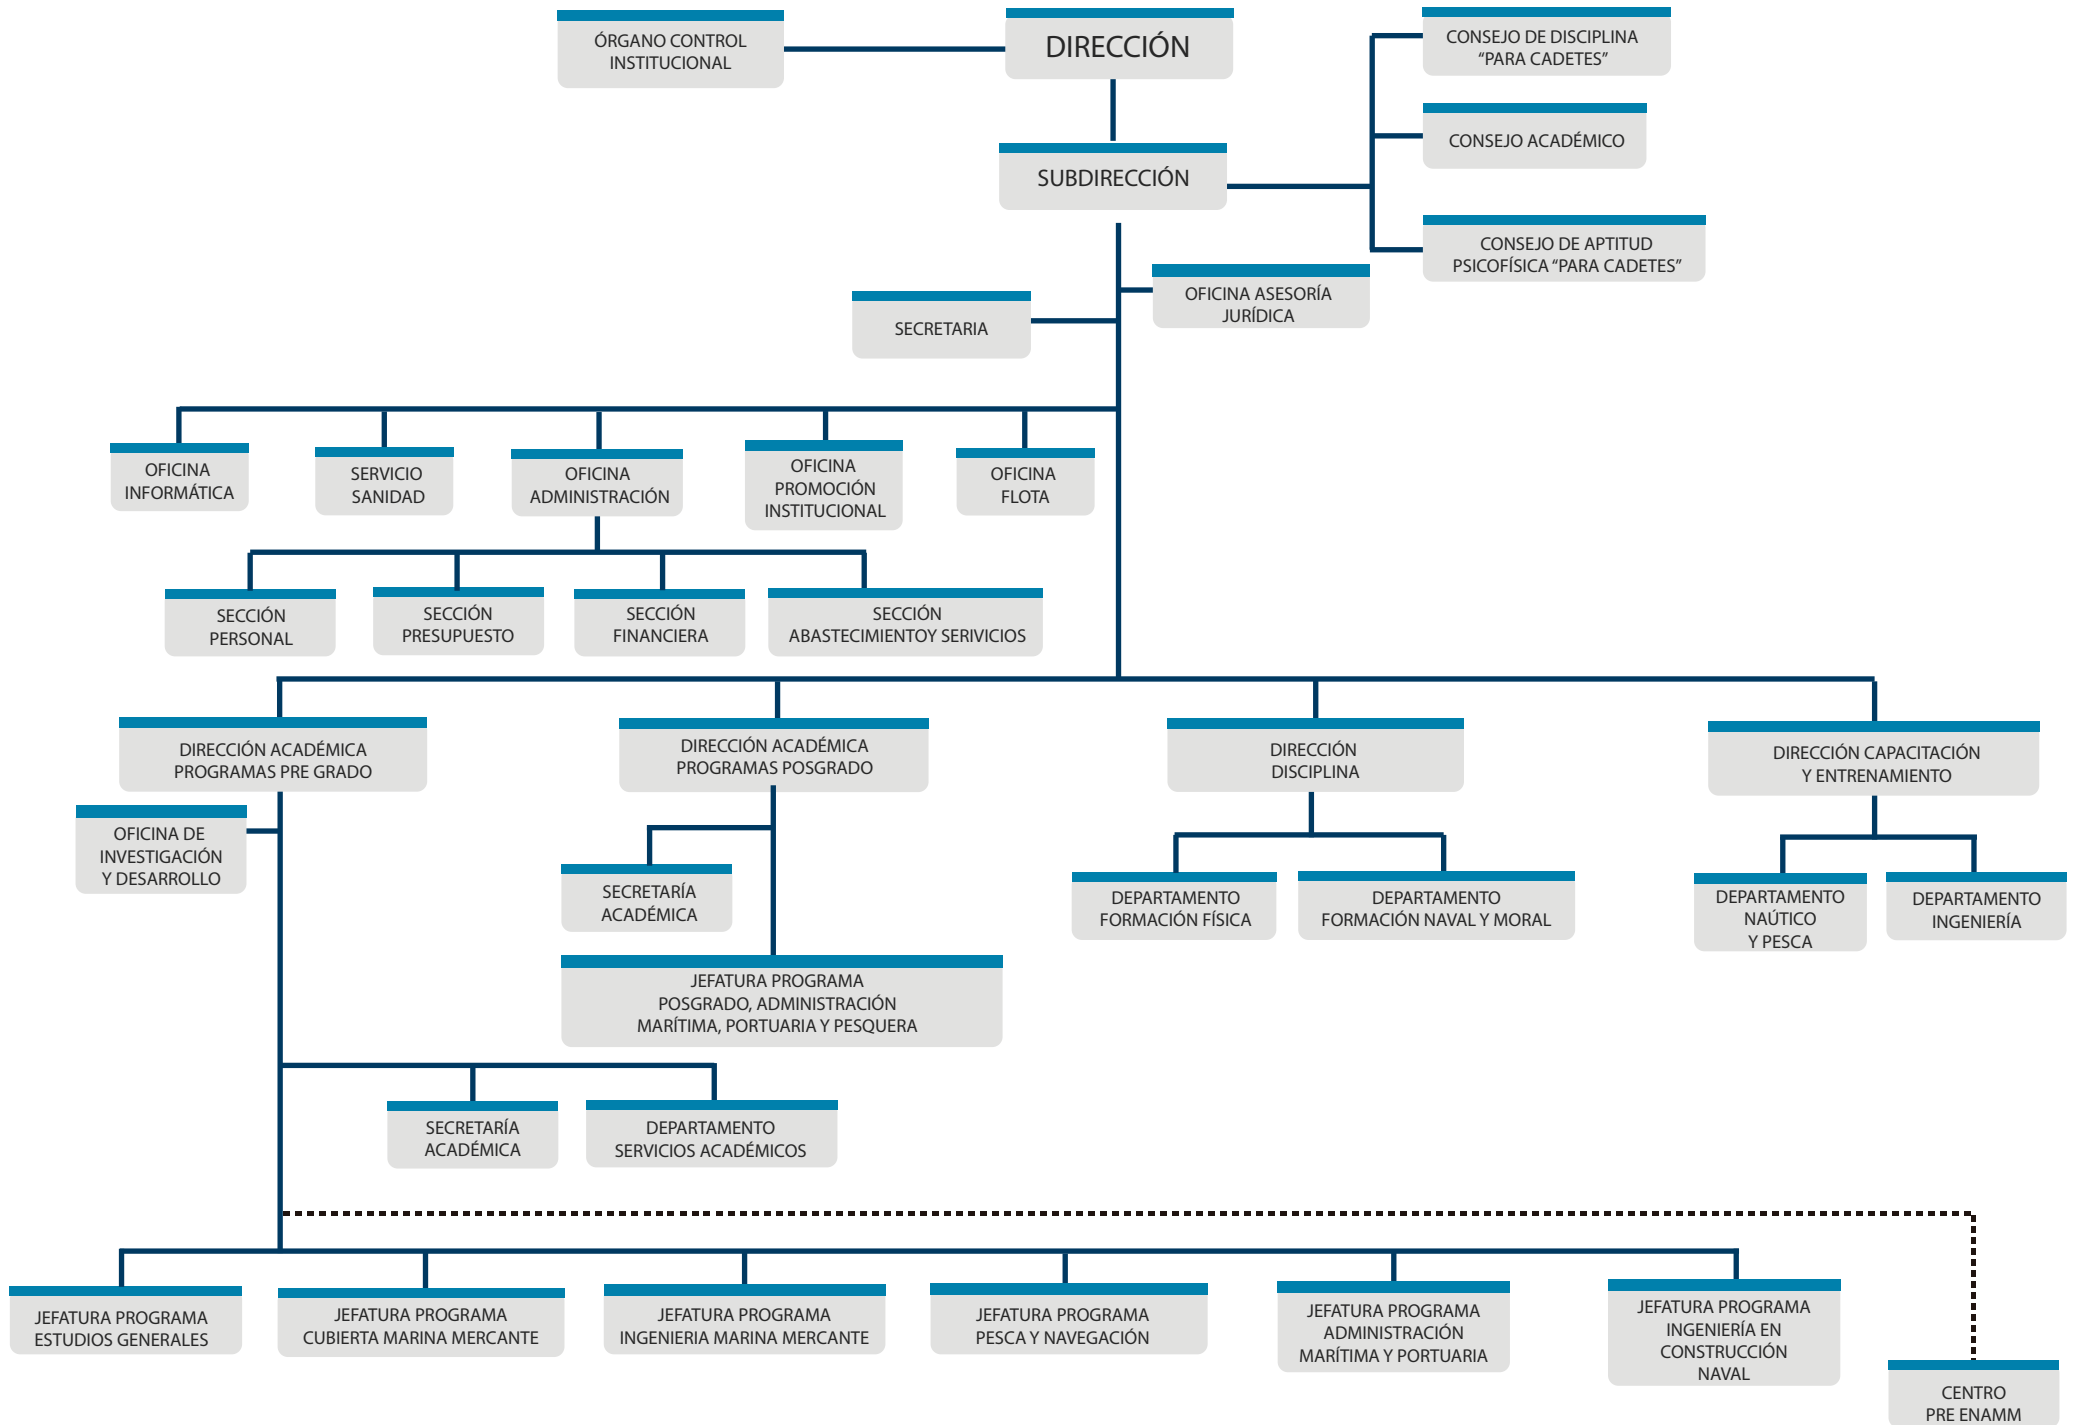 ÓRGANO CONTROL
INSTITUCIONAL
DIRECCIÓN
CONSEJO DE DISCIPLINA
“PARA CADETES”
CONSEJO ACADÉMICO
SUBDIRECCIÓN
CONSEJO DE APTITUD
PSICOFÍSICA “PARA CADETES”
OFICINA ASESORÍA
JURÍDICA
SECRETARIA
OFICINA
INFORMÁTICA
SERVICIO
SANIDAD
OFICINA
ADMINISTRACIÓN
OFICINA
PROMOCIÓN
INSTITUCIONAL
OFICINA
FLOTA
SECCIÓN
PERSONAL
SECCIÓN
PRESUPUESTO
SECCIÓN
FINANCIERA
SECCIÓN
ABASTECIMIENTOY SERIVICIOS
DIRECCIÓN ACADÉMICA
PROGRAMAS PRE GRADO
DIRECCIÓN ACADÉMICA
PROGRAMAS POSGRADO
DIRECCIÓN
DISCIPLINA
DIRECCIÓN CAPACITACIÓN
Y ENTRENAMIENTO
OFICINA DE
INVESTIGACIÓN
Y DESARROLLO
SECRETARÍA
ACADÉMICA
DEPARTAMENTO
FORMACIÓN FÍSICA
DEPARTAMENTO
FORMACIÓN NAVAL Y MORAL
DEPARTAMENTO
NAÚTICO
Y PESCA
DEPARTAMENTO
INGENIERÍA
JEFATURA PROGRAMA
POSGRADO, ADMINISTRACIÓN
MARÍTIMA, PORTUARIA Y PESQUERA
SECRETARÍA
ACADÉMICA
DEPARTAMENTO
SERVICIOS ACADÉMICOS
JEFATURA PROGRAMA
ESTUDIOS GENERALES
JEFATURA PROGRAMA
CUBIERTA MARINA MERCANTE
JEFATURA PROGRAMA
INGENIERIA MARINA MERCANTE
JEFATURA PROGRAMA
PESCA Y NAVEGACIÓN
JEFATURA PROGRAMA
ADMINISTRACIÓN
MARÍTIMA Y PORTUARIA
JEFATURA PROGRAMA
INGENIERÍA EN
CONSTRUCCIÓN
NAVAL
CENTRO
PRE ENAMM